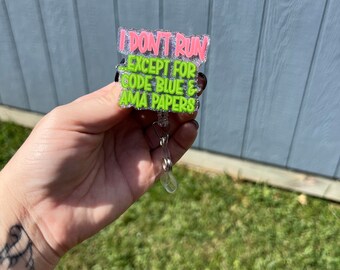 I DON'T RUN
...EXCEPT FOR
CODE BLUE &
AMA PAPERS